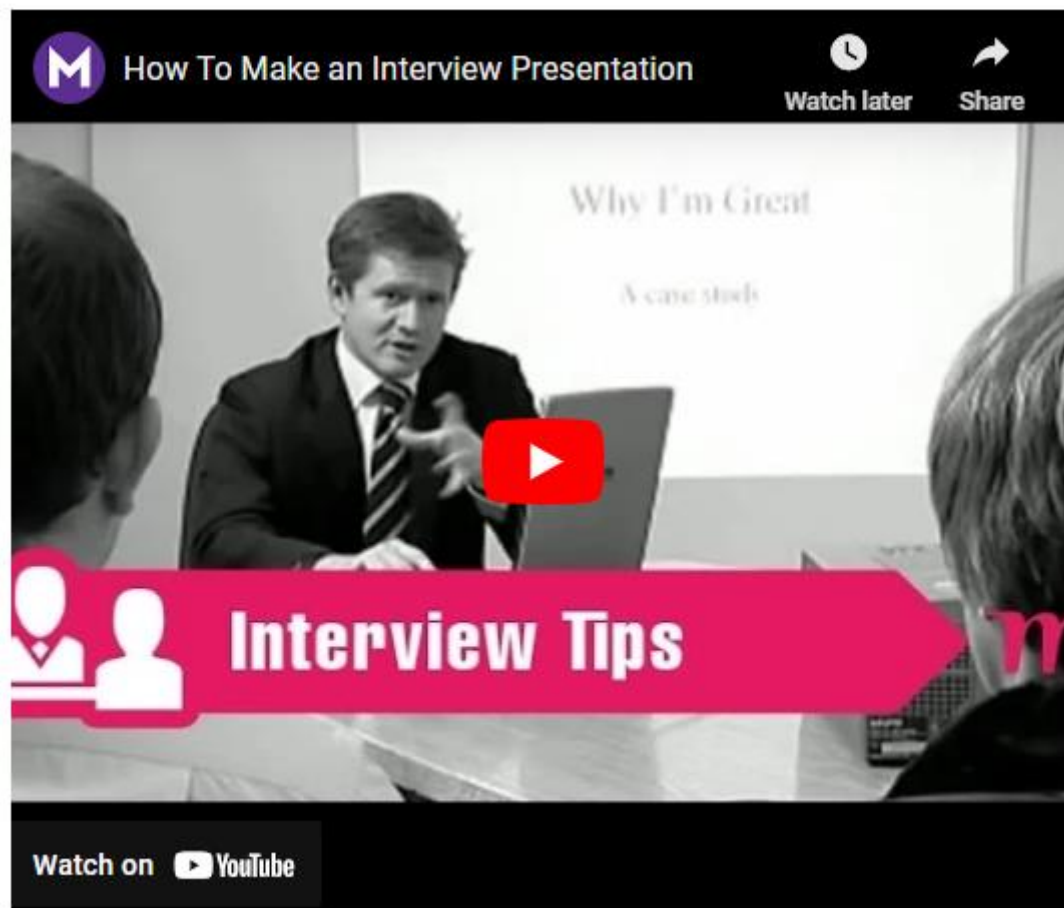 M
How To Make an Interview Presentation
Watch later
Share
Why I'm Great
A case study
Interview Tips
m
Watch on YouTube